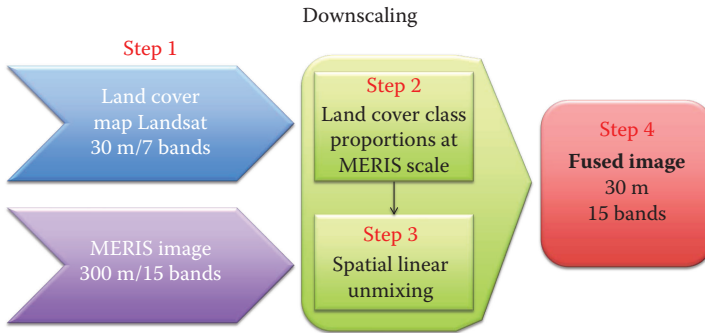 Downscaling
Step 1
Land cover
map Landsat
30 m/7 bands
MERIS image
300 m/15 bands
Step 2
Land cover class
proportions at
MERIS scale
Step 3
Spatial linear
unmixing
Step 4
Fused image
30 m
15 bands